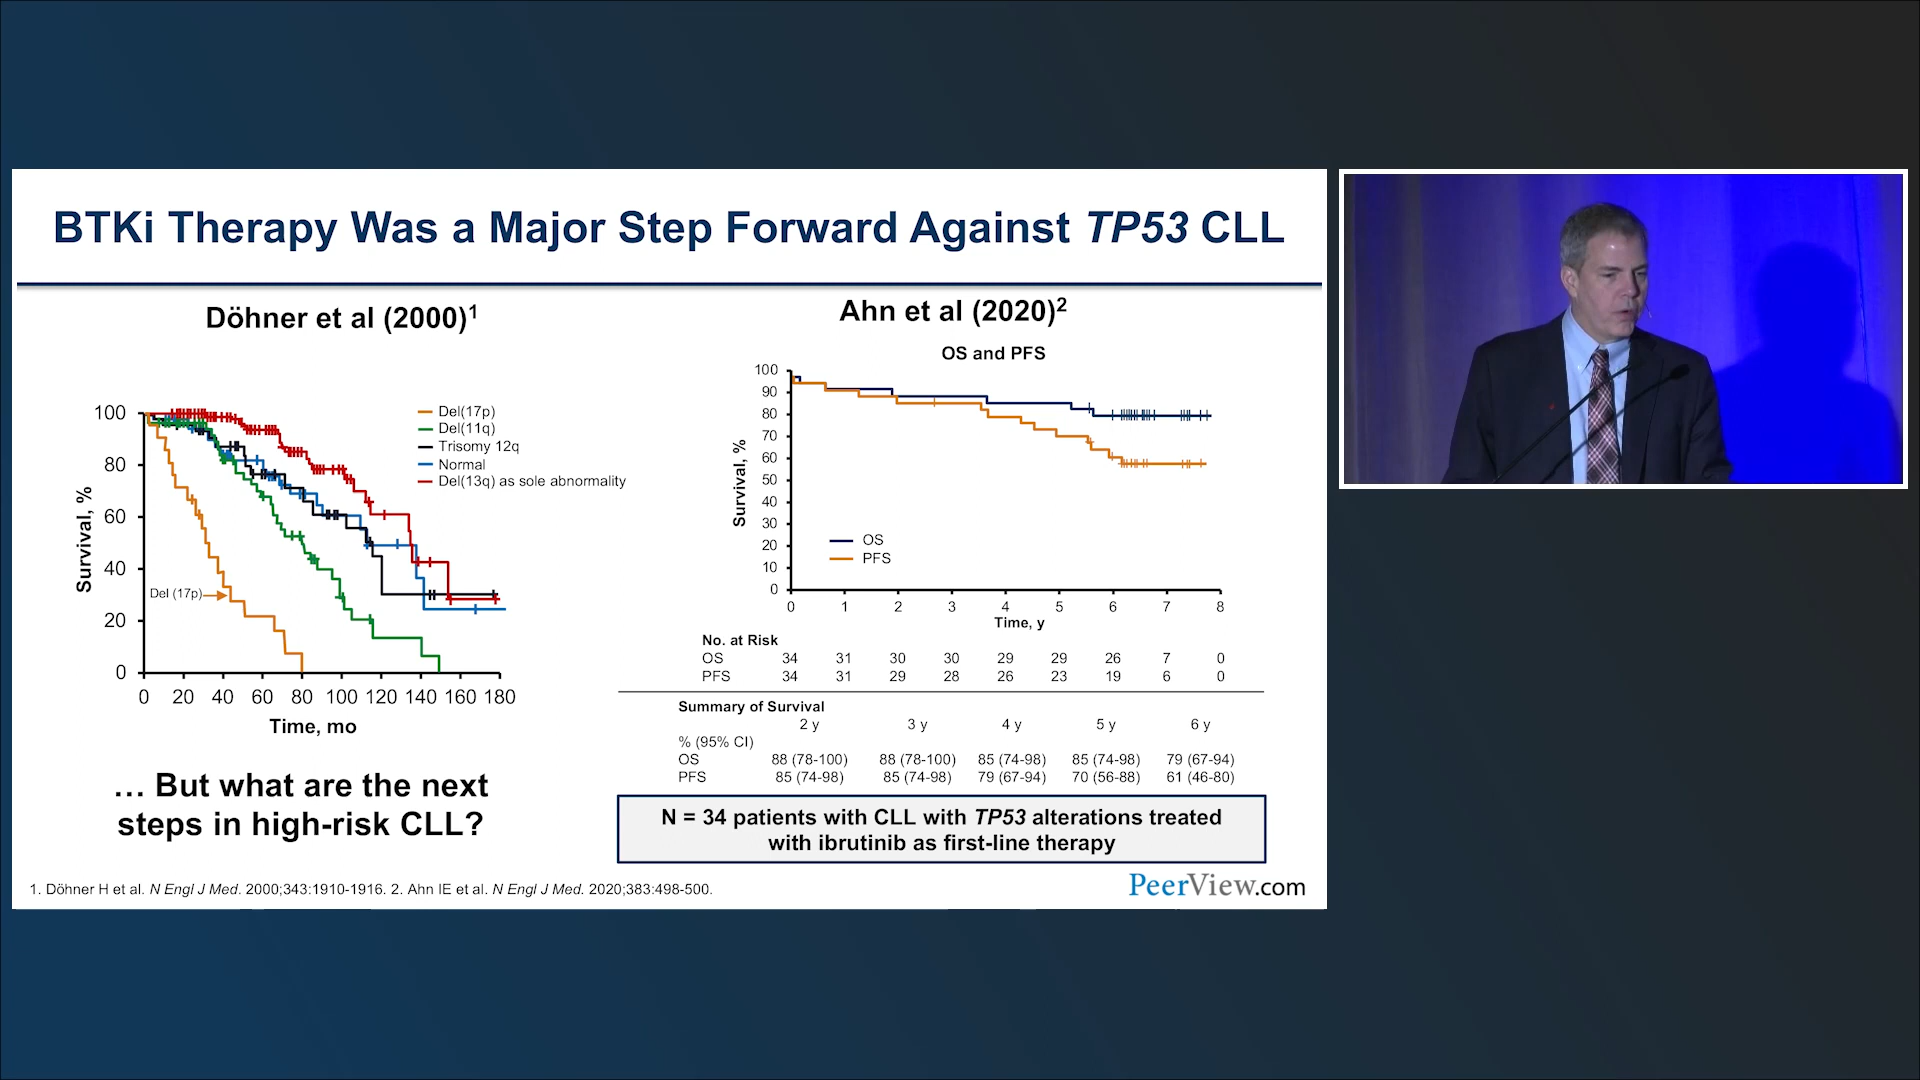 BTKi Therapy Was a Major Step Forward Against TP53 CLL
Döhner et al (2000)1
Survival, %
100
80
60
40
20
0
0 20 40 60 80 100 120 140 160 180
Time, mo
Del(17p)
Del(11q)
Trisomy 12q
Normal
Del(13q) as sole abnormality
Del (17p)
… But what are the next
steps in high-risk CLL?
Ahn et al (2020)2
OS and PFS
Survival, %
100
90
80
70
60
50
40
30
20
10
0
OS
PFS
0 1 2 3 4 5 6 7 8
Time, y
No. at Risk
OS 34 31 30 30 29 29 26 7 0
PFS 34 31 29 28 26 23 19 6 0
Summary of Survival
2 y 3 y 4 y 5 y 6 y
% (95% CI)
OS 88 (78-100) 88 (78-100) 85 (74-98) 85 (74-98) 79 (67-94)
PFS 85 (74-98) 85 (74-98) 79 (67-94) 70 (56-88) 61 (46-80)
N = 34 patients with CLL with TP53 alterations treated
with ibrutinib as first-line therapy
1. Döhner H et al. N Engl J Med. 2000;343:1910-1916. 2. Ahn IE et al. N Engl J Med. 2020;383:498-500.
PeerView.com